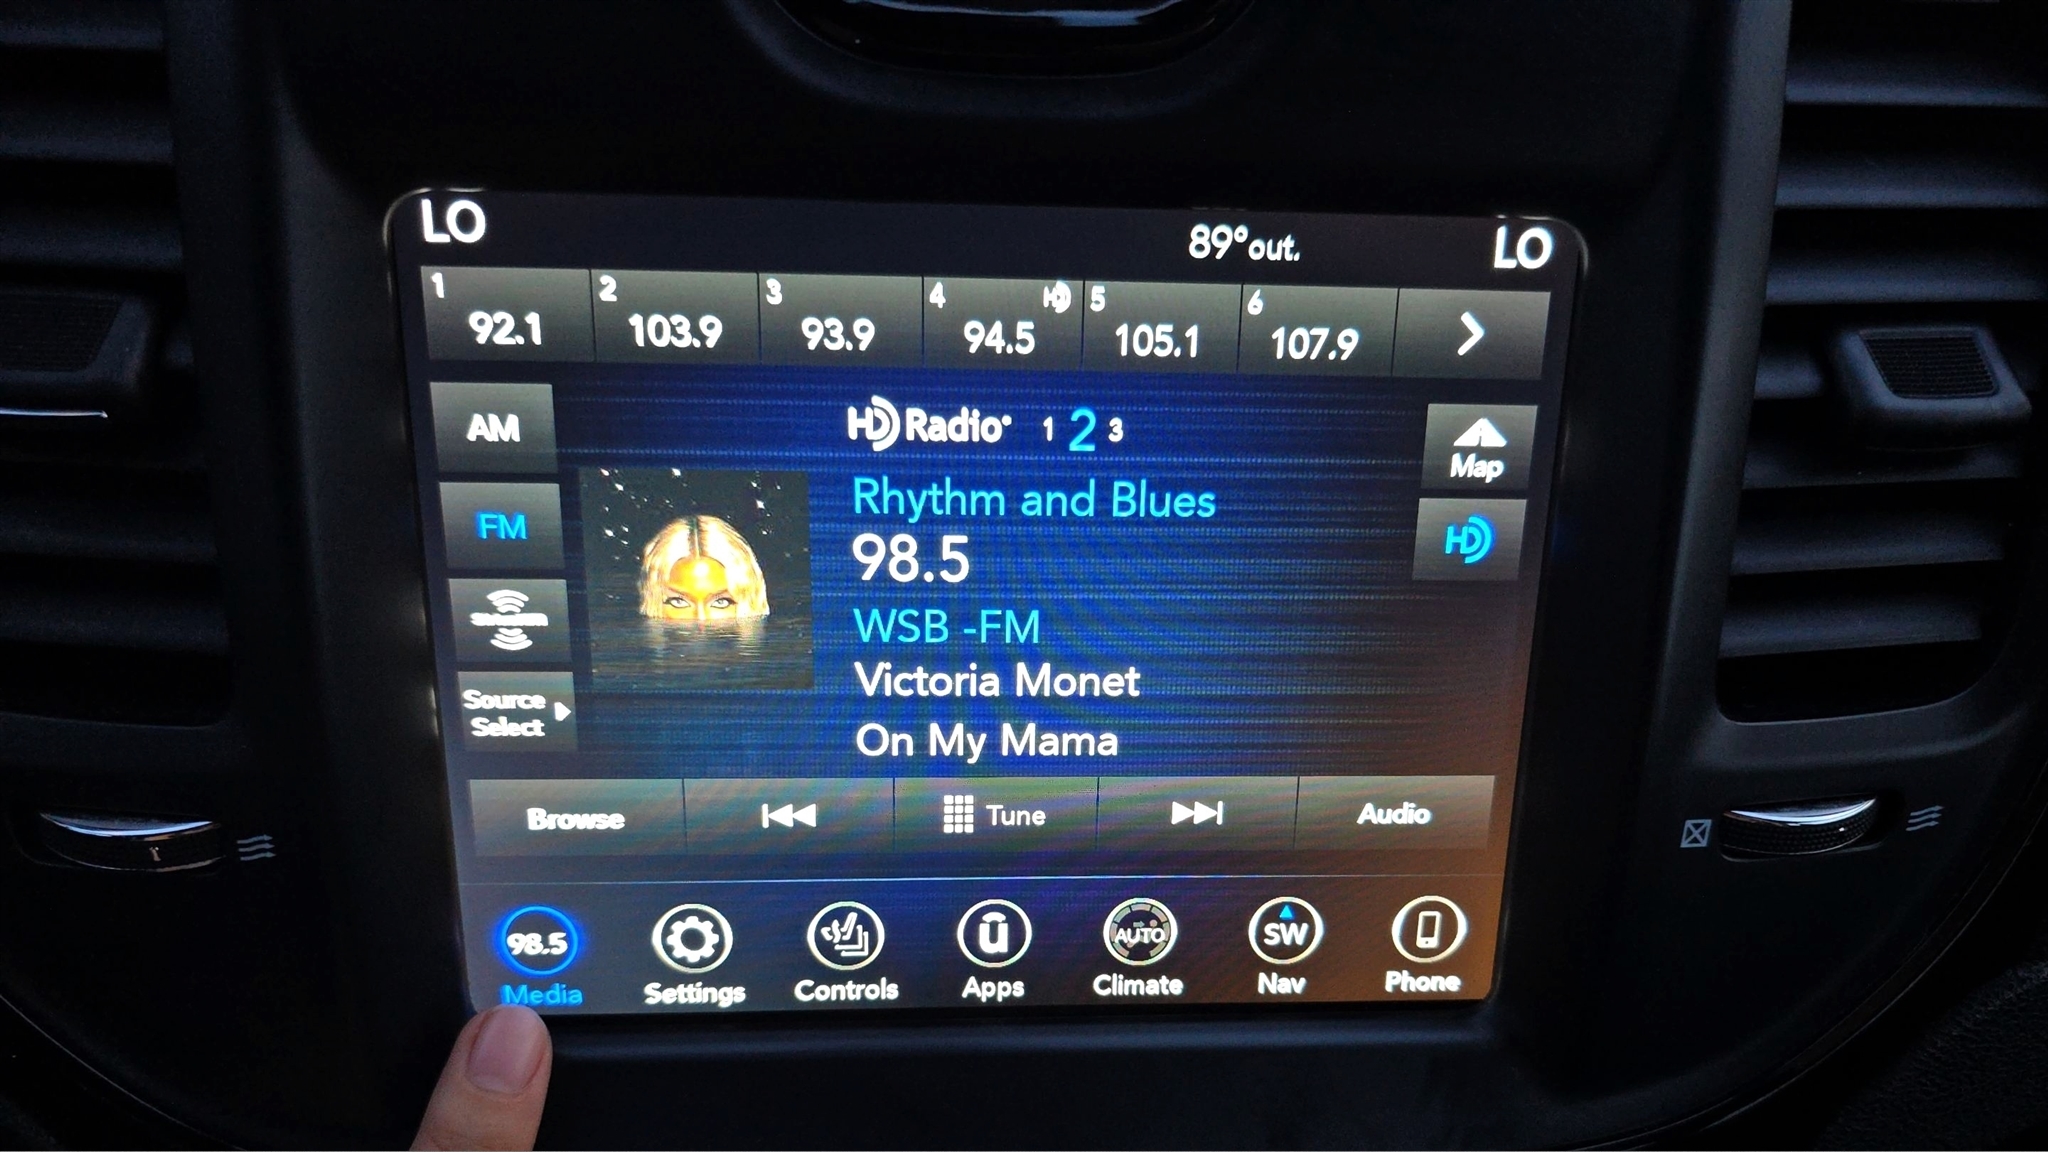 LO
89°out.
LO
1 92.1
2 103.9
3 93.9
4 HD 94.5
5 105.1
6 107.9
AM
HD Radio 1 2 3
Map
FM
Rhythm and Blues
98.5
HD
WSB -FM
Victoria Monet
Source
Select
On My Mama
Browse
Tune
Audio
98.5
AUTO
SW
Media
Settings
Controls
Apps
Climate
Nav
Phone